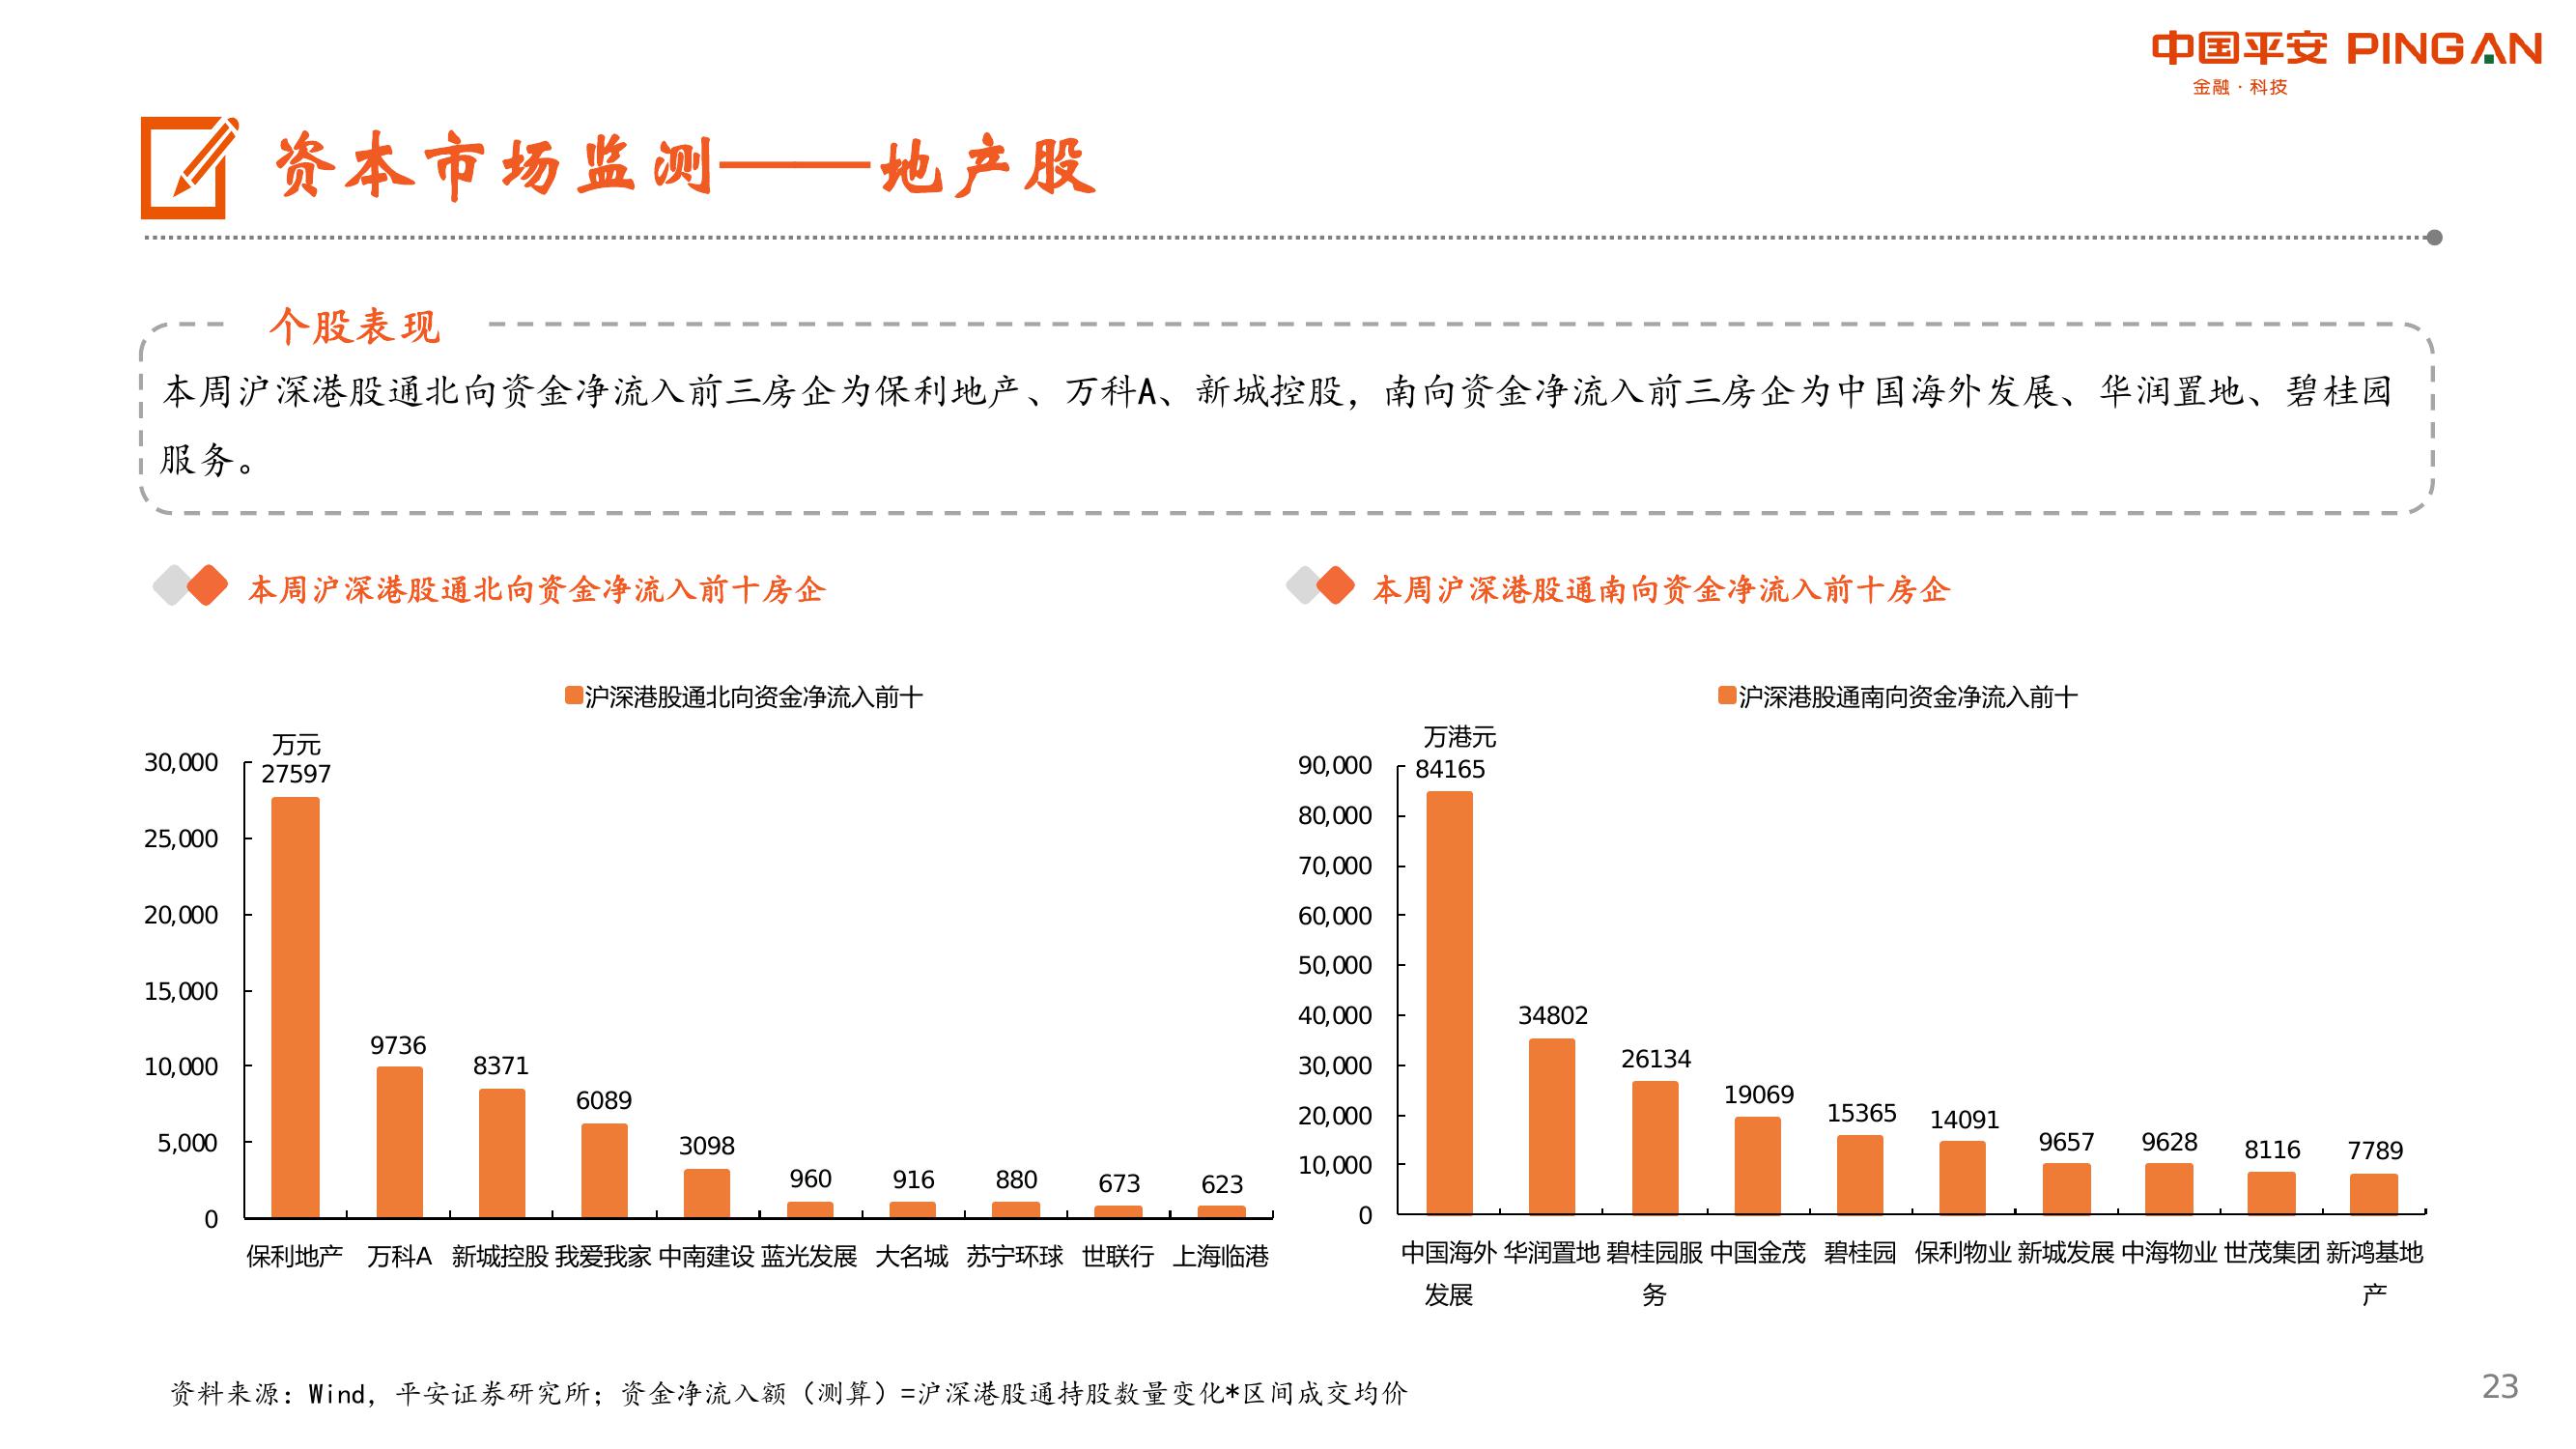 中国平安 PINGAN
金融·科技
资本市场监测——地产股
个股表现
本周沪深港股通北向资金净流入前三房企为保利地产、万科A、新城控股，南向资金净流入前三房企为中国海外发展、华润置地、碧桂园
服务。
本周沪深港股通北向资金净流入前十房企
沪深港股通北向资金净流入前十
万元
30,000
25,000
20,000
15,000
10,000
5,000
0
27597
9736
8371
6089
3098
960
916
880
673
623
保利地产 万科A 新城控股 我爱我家 中南建设 蓝光发展 大名城 苏宁环球 世联行 上海临港
本周沪深港股通南向资金净流入前十房企
沪深港股通南向资金净流入前十
万港元
90,000
80,000
70,000
60,000
50,000
40,000
30,000
20,000
10,000
0
84165
34802
26134
19069
15365
14091
9657
9628
8116
7789
中国海外 华润置地 碧桂园服 中国金茂 碧桂园 保利物业 新城发展 中海物业 世茂集团 新鸿基地
发展 务 产
资料来源：Wind，平安证券研究所；资金净流入额（测算）=沪深港股通持股数量变化*区间成交均价
23